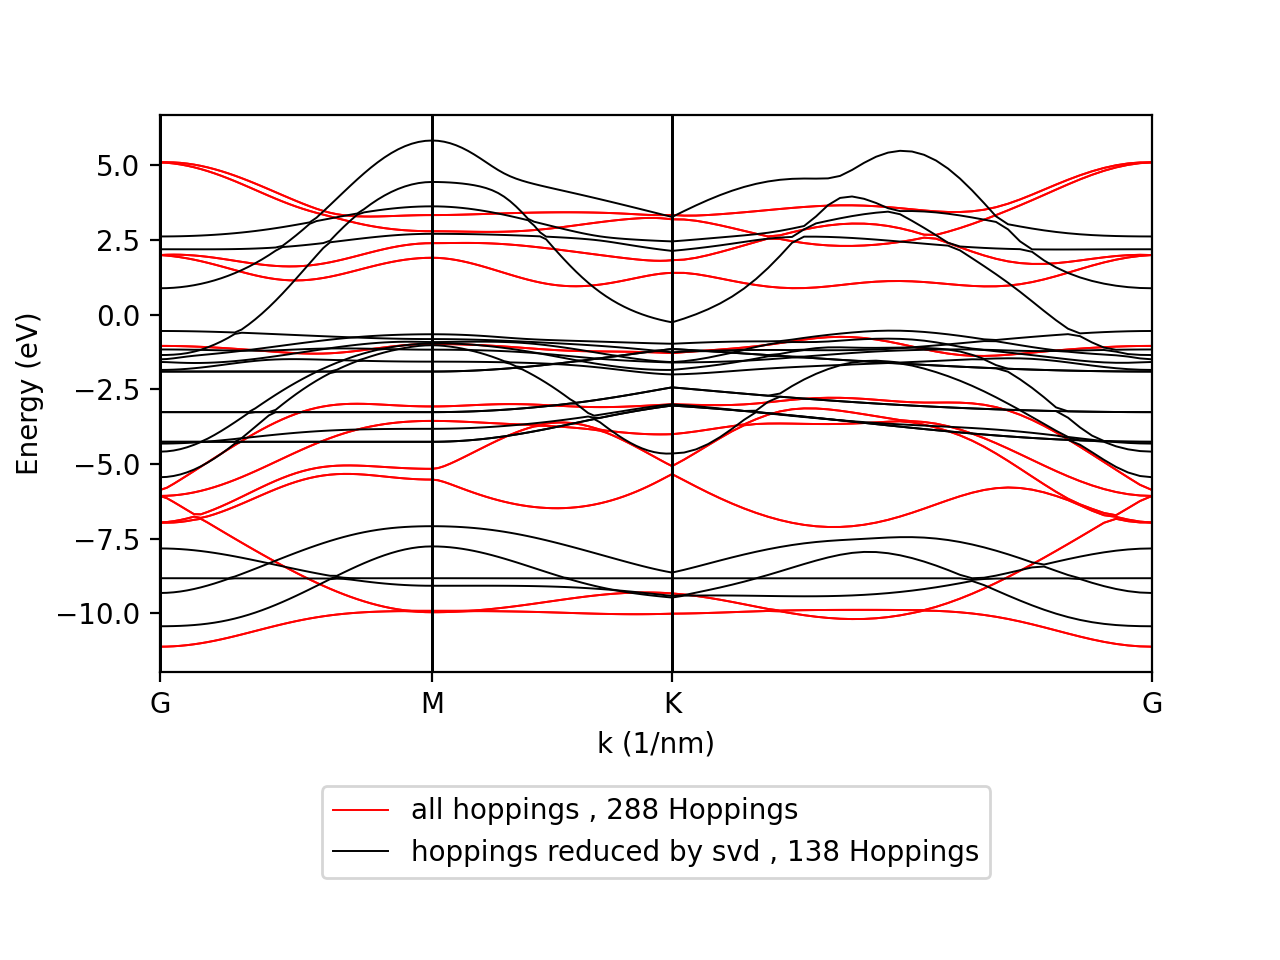 5.0
2.5
0.0
−2.5
−5.0
−7.5
−10.0
Energy (eV)
G M K G
k (1/nm)
all hoppings , 288 Hoppings
hoppings reduced by svd , 138 Hoppings